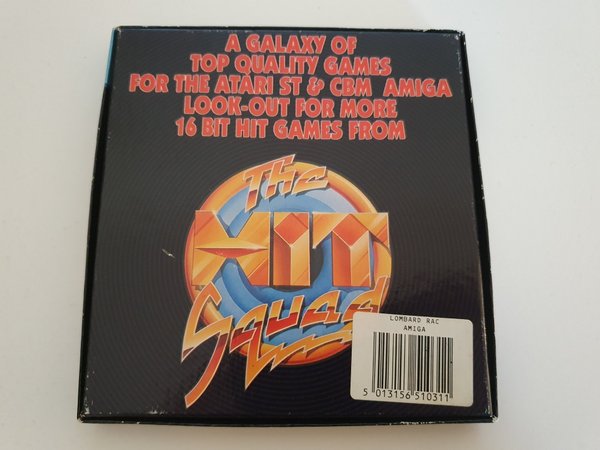 A GALAXY OF
TOP QUALITY GAMES
FOR THE ATARI ST & CBM AMIGA
LOOK-OUT FOR MORE
16 BIT HIT GAMES FROM
The
HIT
Squad
LOMBARD RAC
AMIGA
5 013156 510311